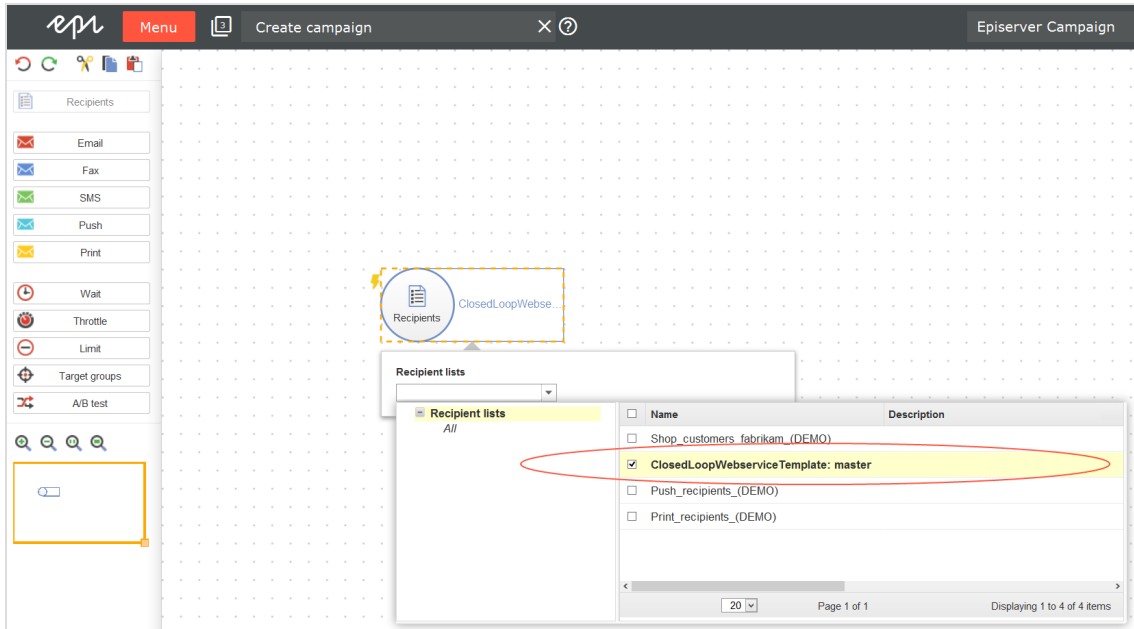 epi Menu 3 Create campaign Episerver Campaign
Recipients
Email
Fax
SMS
Push
Print
Wait
Throttle
Limit
Target groups
A/B test
Recipients ClosedLoopWebse...
Recipient lists
Recipient lists
All
Name Description
Shop_customers_fabrikam_(DEMO)
ClosedLoopWebserviceTemplate: master
Push_recipients_(DEMO)
Print_recipients_(DEMO)
20 Page 1 of 1 Displaying 1 to 4 of 4 items